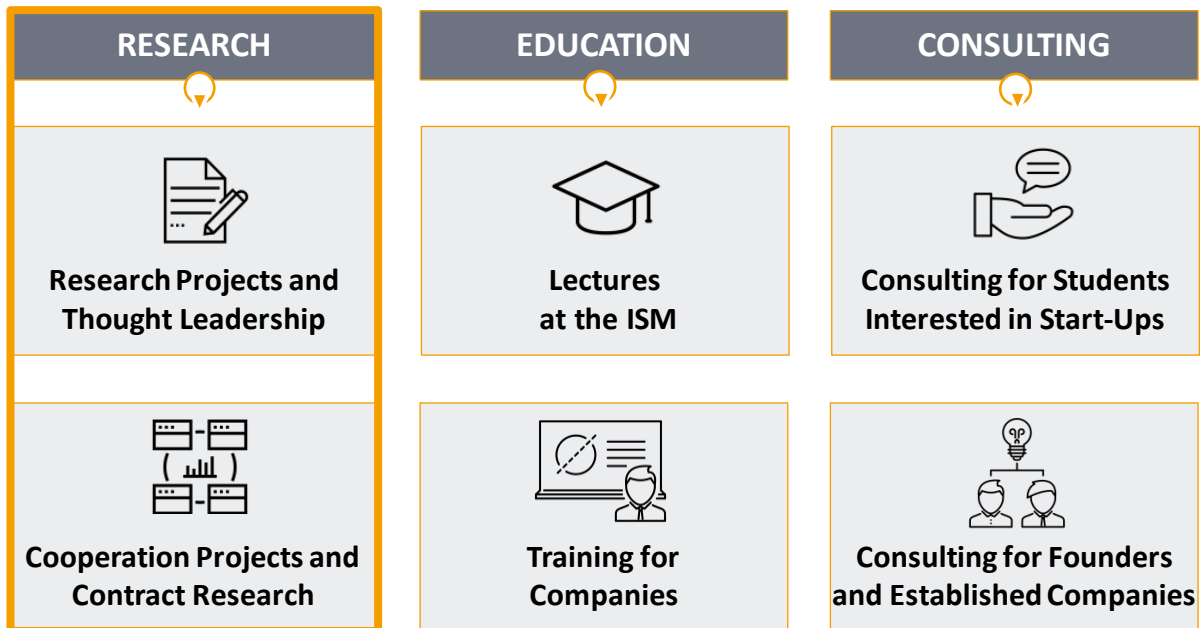 RESEARCH
Research Projects and
Thought Leadership
Cooperation Projects and
Contract Research
EDUCATION
Lectures
at the ISM
Training for
Companies
CONSULTING
Consulting for Students
Interested in Start-Ups
Consulting for Founders
and Established Companies